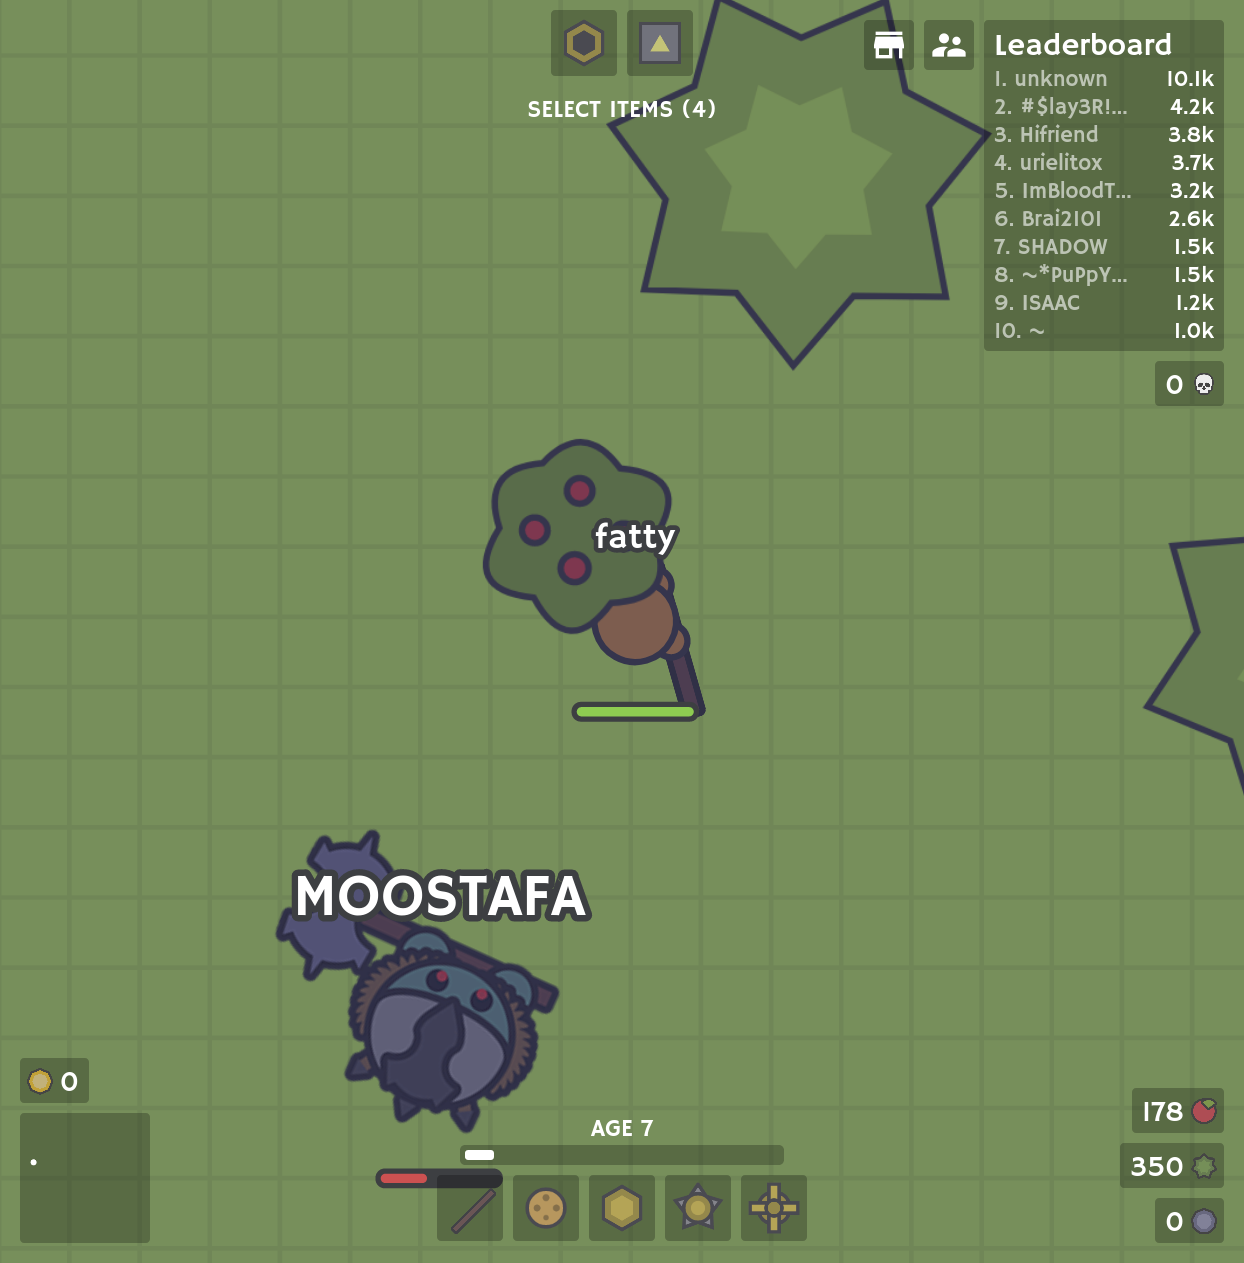 SELECT ITEMS (4)
Leaderboard
1. unknown 10.1k
2. #$lay3R!... 4.2k
3. Hifriend 3.8k
4. urielitox 3.7k
5. ImBloodT... 3.2k
6. Brai2101 2.6k
7. SHADOW 1.5k
8. ~*PuPpY... 1.5k
9. ISAAC 1.2k
10. ~ 1.0k
0
fatty
MOOSTAFA
0
AGE 7
178
350
0